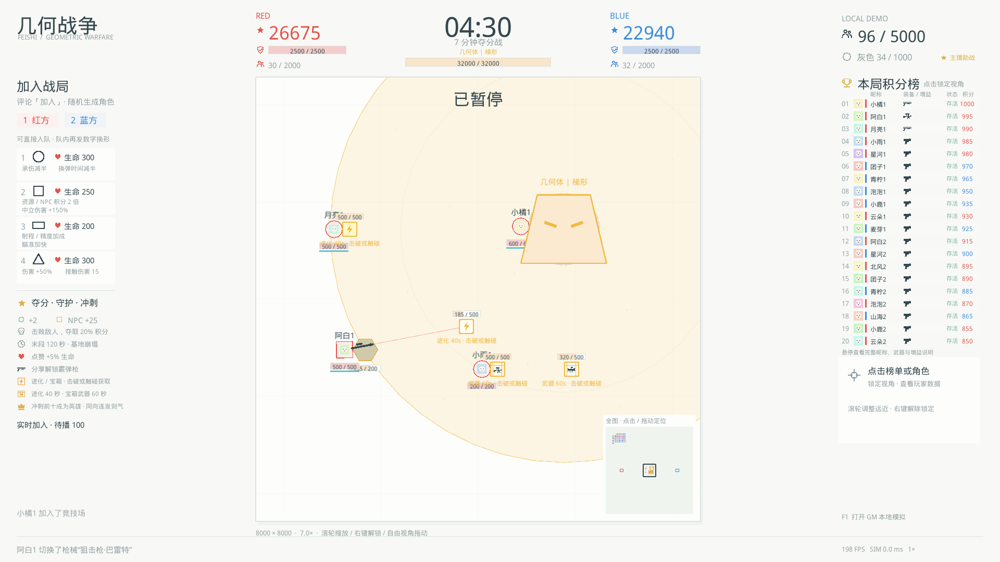 几何战争
FEISHI / GEOMETRIC WARFARE
RED
26675
2500 / 2500
30 / 2000
04:30
7 分钟夺分战
几何体 | 梯形
32000 / 32000
BLUE
22940
2500 / 2500
32 / 2000
LOCAL DEMO
96 / 5000
灰色 34 / 1000
主播助战
加入战局
评论「加入」· 随机生成角色
1 红方
2 蓝方
可直接入队 · 队内再发数字换形
1 生命 300
承伤减半 换弹时间减半
2 生命 250
资源 / NPC 积分 2 倍
中立伤害 +150%
3 生命 200
射程 / 精度加成
瞄准加快
4 生命 300
伤害 +50% 接触伤害 15
夺分 · 守护 · 冲刺
+2 NPC +25
击败敌人，夺取 20% 积分
末段 120 秒 · 基地崩塌
点赞 +5% 生命
分享解锁霰弹枪
进化 / 宝箱 · 击破或触碰获取
进化 40 秒 · 宝箱武器 60 秒
冲刺前十成为英雄 · 同向连发剑气
实时加入 · 待播 100
小橘1 加入了竞技场
阿白1 切换了枪械“狙击枪·巴雷特”
已暂停
几何体 | 梯形
小橘1
600 / 6
月亮1
500 / 500
进化 40s · 击破或触碰
500 / 500
185 / 500
进化 40s · 击破或触碰
阿白1
500 / 500
5 / 200
小雨1
500 / 500
武器 60s · 击破或触碰
200 / 200
320 / 500
武器 60s · 击破或触碰
全图 · 点击 / 拖动定位
8000 × 8000 · 7.0× · 滚轮缩放 / 右键解锁 / 自由视角拖动
本局积分榜 点击锁定视角
昵称 装备 / 增益 状态 积分
01 小橘1 存活 1000
02 阿白1 存活 995
03 月亮1 存活 990
04 小雨1 存活 985
05 星河1 存活 980
06 团子1 存活 970
07 青柠1 存活 965
08 泡泡1 存活 950
09 小鹿1 存活 935
10 云朵1 存活 930
11 麦芽1 存活 925
12 阿白2 存活 915
13 星河2 存活 900
14 北风2 存活 895
15 团子2 存活 890
16 青柠2 存活 885
17 泡泡2 存活 870
18 山海2 存活 865
19 小鹿2 存活 855
20 云朵2 存活 850
悬停查看完整昵称、武器与增益说明
点击榜单或角色
锁定视角 · 查看玩家数据
滚轮调整远近 · 右键解除锁定
F1 打开 GM 本地模拟
198 FPS SIM 0.0 ms 1×